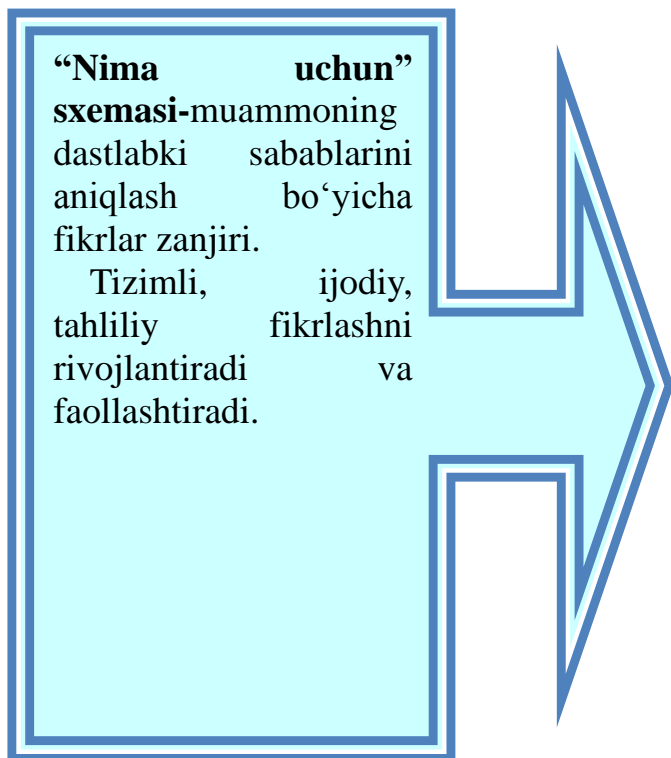 “Nima uchun”
sxemasi-muammoning
dastlabki sabablarini
aniqlash bo‘yicha
fikrlar zanjiri.
Tizimli, ijodiy,
tahliliy fikrlashni
rivojlantiradi va
faollashtiradi.